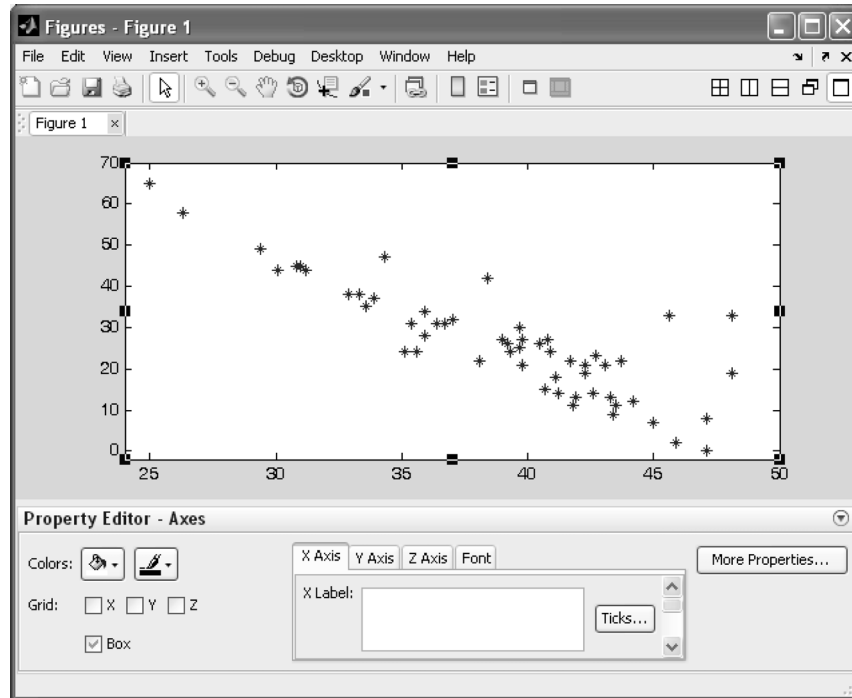 Figures - Figure 1
File Edit View Insert Tools Debug Desktop Window Help
Figure 1
70
60
50
40
30
20
10
0
25 30 35 40 45 50
Property Editor - Axes
Colors:
X Axis Y Axis Z Axis Font
More Properties...
X Label:
Ticks...
Grid: X Y Z
Box